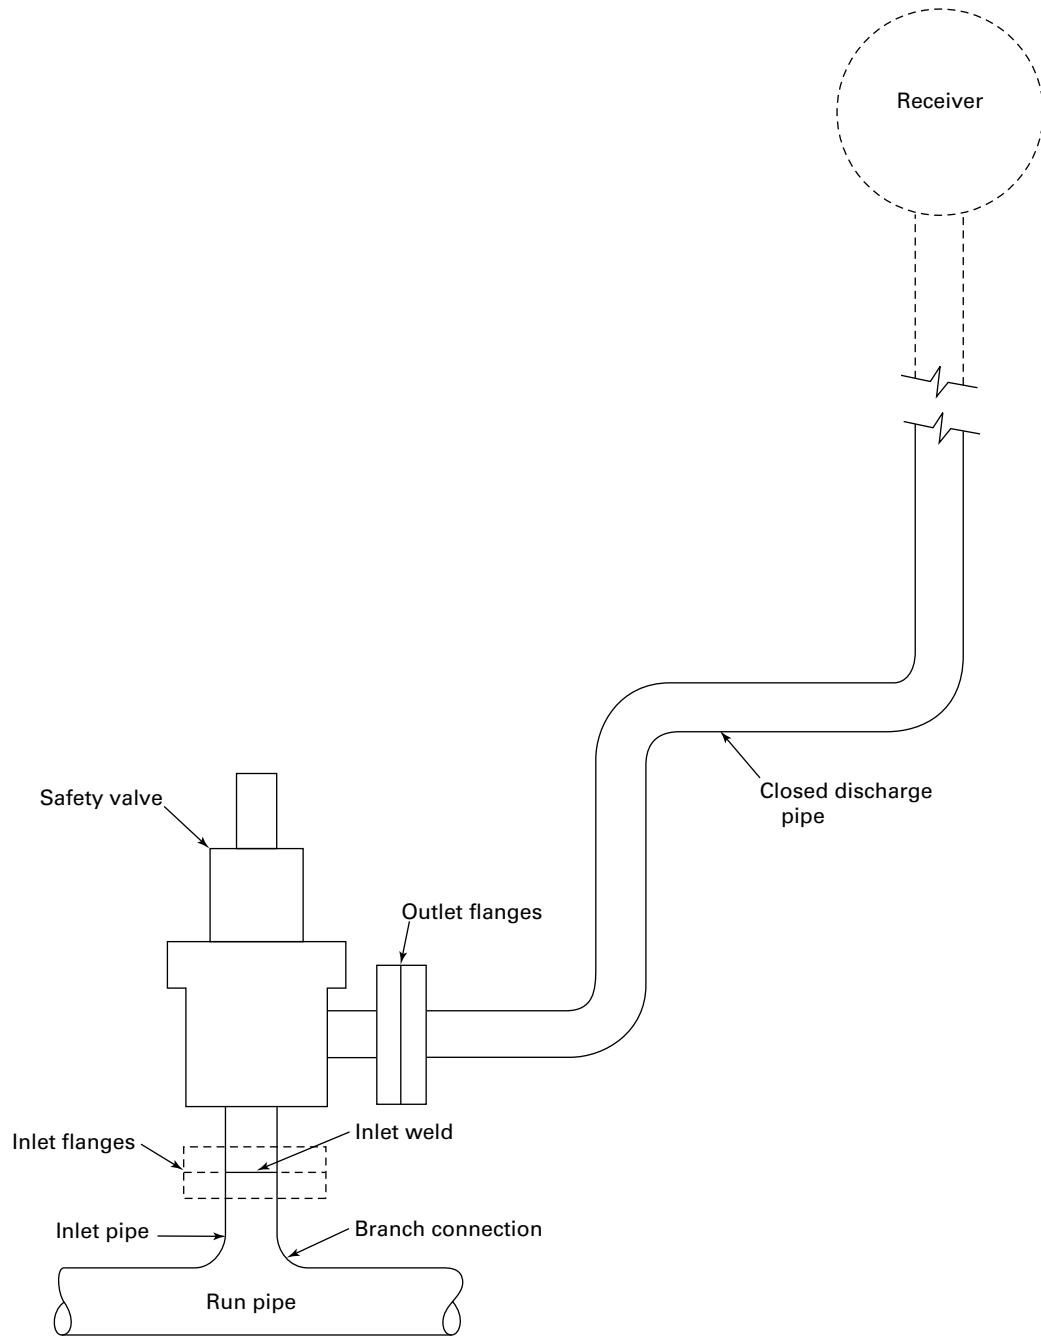 Receiver
Closed discharge
pipe
Safety valve
Outlet flanges
Inlet weld
Inlet flanges
Inlet pipe
Branch connection
Run pipe